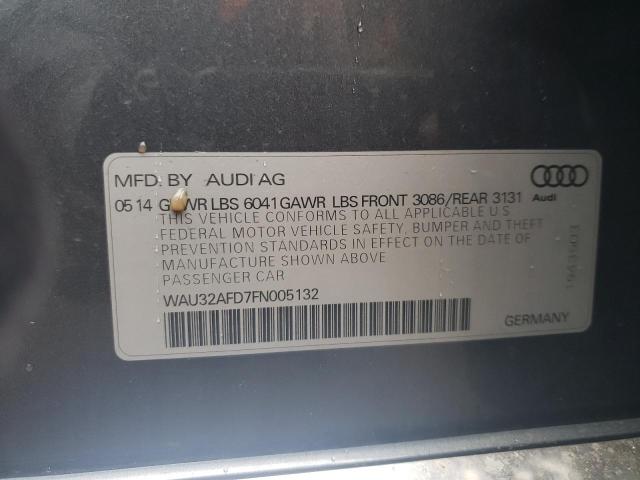 MFD. BY AUDI AG
05 14 GVWR LBS 6041 GAWR LBS FRONT 3086/REAR 3131
Audi
THIS VEHICLE CONFORMS TO ALL APPLICABLE U S
FEDERAL MOTOR VEHICLE SAFETY, BUMPER AND THEFT
PREVENTION STANDARDS IN EFFECT ON THE DATE OF
MANUFACTURE SHOWN ABOVE
PASSENGER CAR
WAU32AFD7FN005132
GERMANY